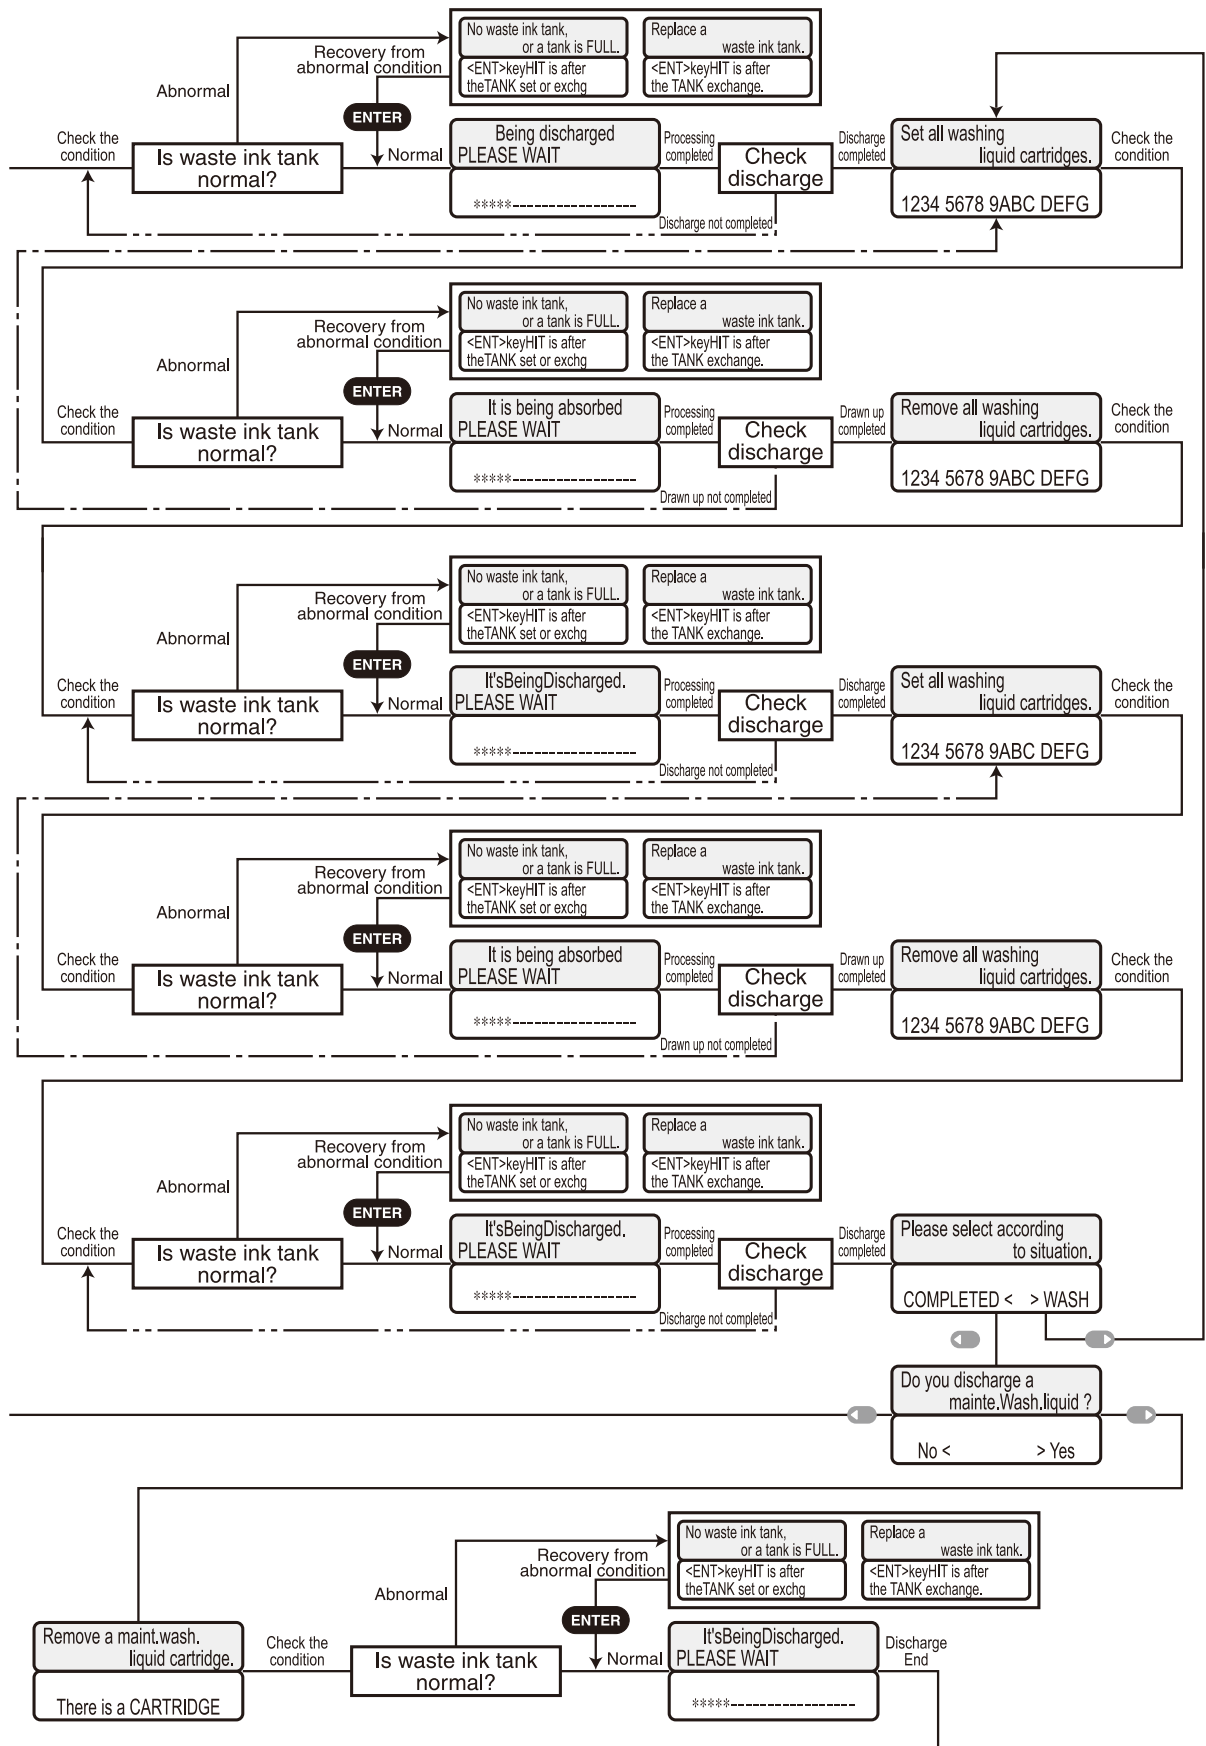 No waste ink tank,
or a tank is FULL.
<ENT>keyHIT is after
theTANK set or exchg
Replace a
waste ink tank.
<ENT>keyHIT is after
the TANK exchange.
Recovery from
abnormal condition
Abnormal
ENTER
Check the
condition
Is waste ink tank
normal?
Normal
Being discharged
PLEASE WAIT
*****------------------
Processing
completed
Check
discharge
Discharge
completed
Set all washing
liquid cartridges.
1234 5678 9ABC DEFG
Check the
condition
Discharge not completed
No waste ink tank,
or a tank is FULL.
<ENT>keyHIT is after
theTANK set or exchg
Replace a
waste ink tank.
<ENT>keyHIT is after
the TANK exchange.
Recovery from
abnormal condition
Abnormal
ENTER
Check the
condition
Is waste ink tank
normal?
Normal
It is being absorbed
PLEASE WAIT
*****------------------
Processing
completed
Check
discharge
Drawn up
completed
Remove all washing
liquid cartridges.
1234 5678 9ABC DEFG
Check the
condition
Drawn up not completed
No waste ink tank,
or a tank is FULL.
<ENT>keyHIT is after
theTANK set or exchg
Replace a
waste ink tank.
<ENT>keyHIT is after
the TANK exchange.
Recovery from
abnormal condition
Abnormal
ENTER
Check the
condition
Is waste ink tank
normal?
Normal
It'sBeingDischarged.
PLEASE WAIT
*****------------------
Processing
completed
Check
discharge
Discharge
completed
Set all washing
liquid cartridges.
1234 5678 9ABC DEFG
Check the
condition
Discharge not completed
No waste ink tank,
or a tank is FULL.
<ENT>keyHIT is after
theTANK set or exchg
Replace a
waste ink tank.
<ENT>keyHIT is after
the TANK exchange.
Recovery from
abnormal condition
Abnormal
ENTER
Check the
condition
Is waste ink tank
normal?
Normal
It is being absorbed
PLEASE WAIT
*****------------------
Processing
completed
Check
discharge
Drawn up
completed
Remove all washing
liquid cartridges.
1234 5678 9ABC DEFG
Check the
condition
Drawn up not completed
No waste ink tank,
or a tank is FULL.
<ENT>keyHIT is after
theTANK set or exchg
Replace a
waste ink tank.
<ENT>keyHIT is after
the TANK exchange.
Recovery from
abnormal condition
Abnormal
ENTER
Check the
condition
Is waste ink tank
normal?
Normal
It'sBeingDischarged.
PLEASE WAIT
*****------------------
Processing
completed
Check
discharge
Discharge
completed
Please select according
to situation.
COMPLETED < > WASH
Discharge not completed
Do you discharge a
mainte.Wash.liquid ?
No < > Yes
No waste ink tank,
or a tank is FULL.
<ENT>keyHIT is after
theTANK set or exchg
Replace a
waste ink tank.
<ENT>keyHIT is after
the TANK exchange.
Recovery from
abnormal condition
Abnormal
ENTER
Remove a maint.wash.
liquid cartridge.
There is a CARTRIDGE
Check the
condition
Is waste ink tank
normal?
Normal
It'sBeingDischarged.
PLEASE WAIT
*****------------------
Discharge
End